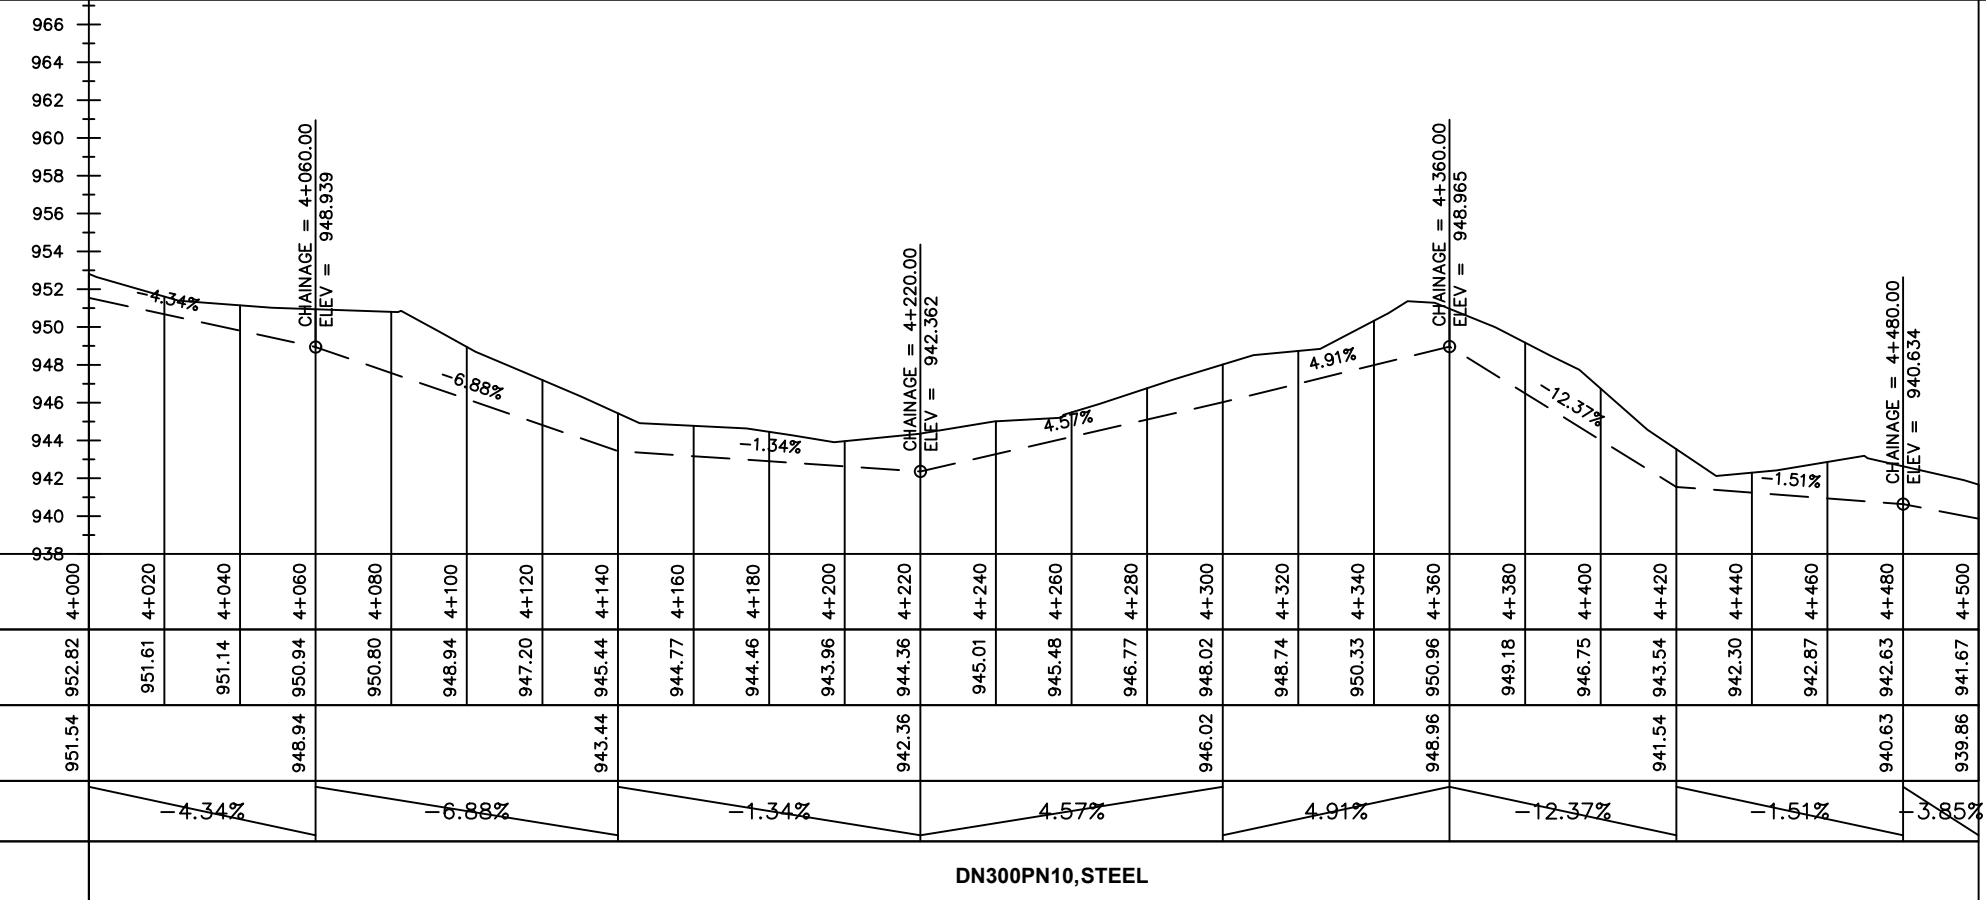 966
964
962
960
958
956
954
952
950
948
946
944
942
940
938
CHAINAGE = 4+060.00
ELEV = 948.939
CHAINAGE = 4+220.00
ELEV = 942.362
CHAINAGE = 4+360.00
ELEV = 948.965
CHAINAGE = 4+480.00
ELEV = 940.634
-4.34%
-6.88%
-1.34%
4.57%
4.91%
-12.37%
-1.51%
4+000 4+020 4+040 4+060 4+080 4+100 4+120 4+140 4+160 4+180 4+200 4+220 4+240 4+260 4+280 4+300 4+320 4+340 4+360 4+380 4+400 4+420 4+440 4+460 4+480 4+500
952.82 951.61 951.14 950.94 950.80 948.94 947.20 945.44 944.77 944.46 943.96 944.36 945.01 945.48 946.77 948.02 948.74 950.33 950.96 949.18 946.75 943.54 942.30 942.87 942.63 941.67
951.54 948.94 943.44 942.36 946.02 948.96 941.54 940.63 939.86
-4.34% -6.88% -1.34% 4.57% 4.91% -12.37% -1.51% -3.85%
DN300PN10,STEEL